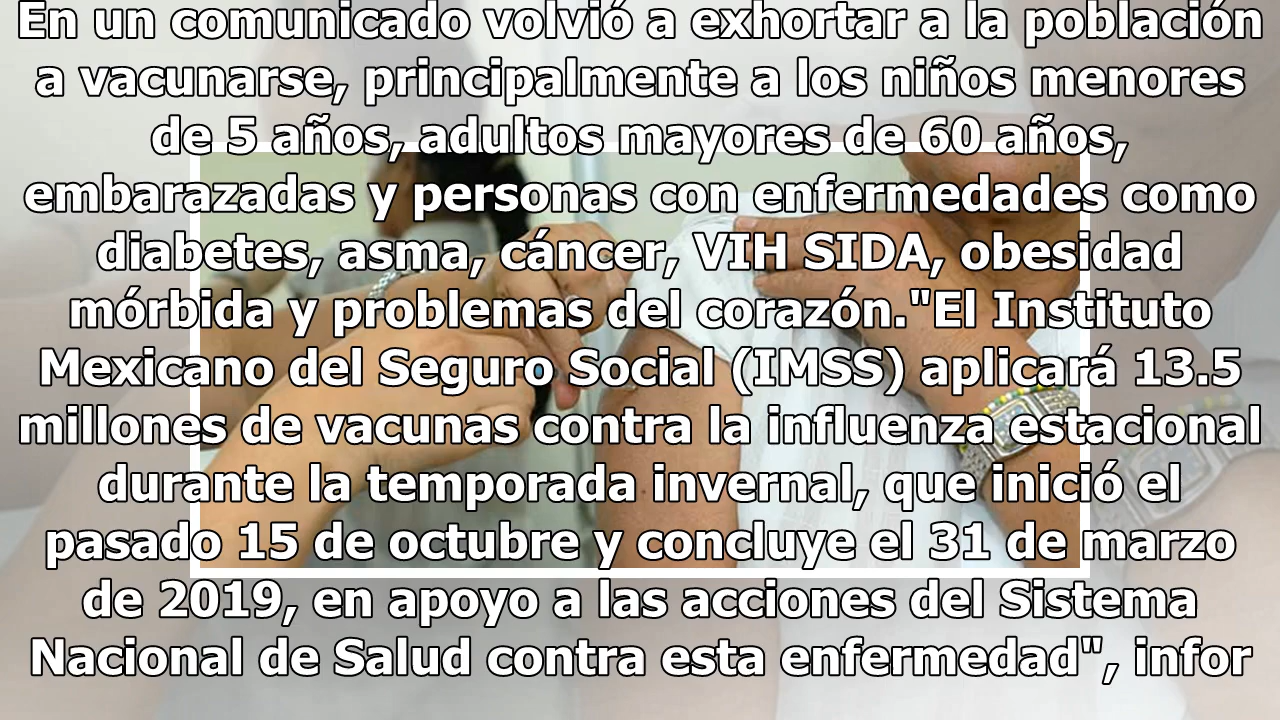 En un comunicado volvió a exhortar a la población
a vacunarse, principalmente a los niños menores
de 5 años, adultos mayores de 60 años,
embarazadas y personas con enfermedades como
diabetes, asma, cáncer, VIH SIDA, obesidad
mórbida y problemas del corazón."El Instituto
Mexicano del Seguro Social (IMSS) aplicará 13.5
millones de vacunas contra la influenza estacional
durante la temporada invernal, que inició el
pasado 15 de octubre y concluye el 31 de marzo
de 2019, en apoyo a las acciones del Sistema
Nacional de Salud contra esta enfermedad", infor